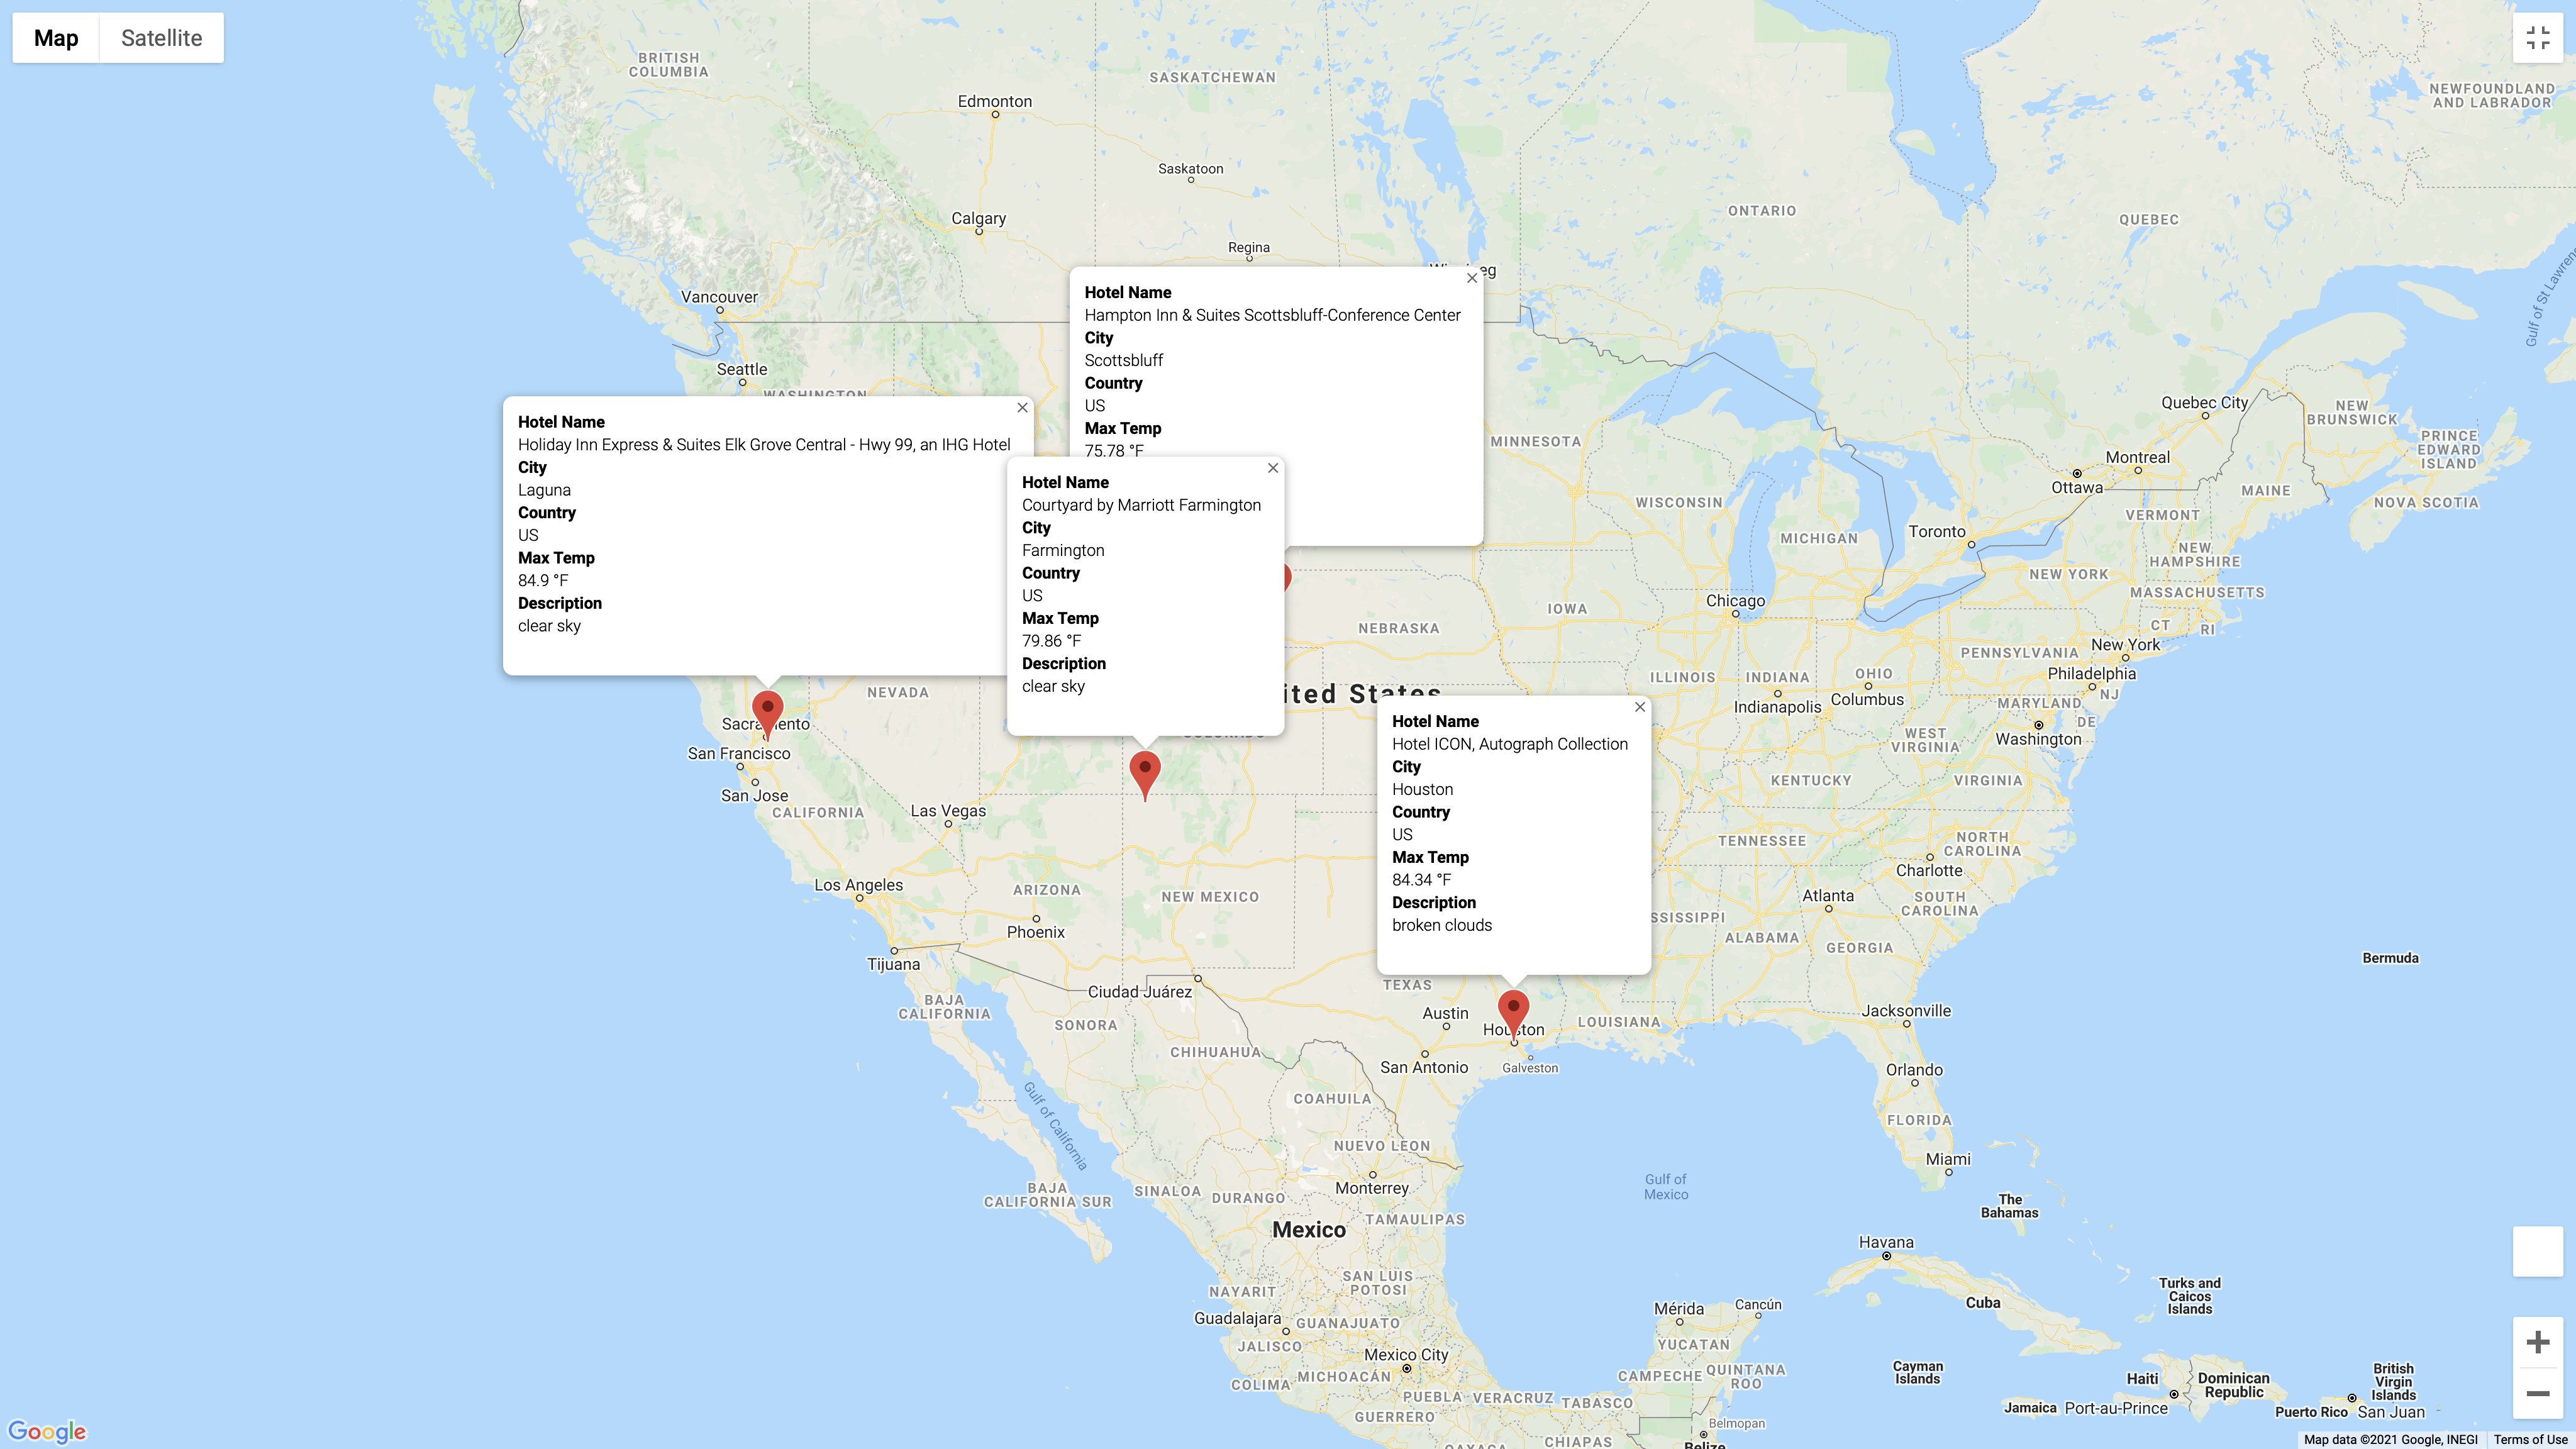 Map
Satellite
BRITISH
COLUMBIA
SASKATCHEWAN
Edmonton
NEWFOUNDLAND
AND LABRADOR
Saskatoon
ONTARIO
QUEBEC
Calgary
Regina
Vancouver
Seattle
Hotel Name
Hampton Inn & Suites Scottsbluff-Conference Center
City
Scottsbluff
Country
US
Max Temp
75.78 °F
Hotel Name
Holiday Inn Express & Suites Elk Grove Central - Hwy 99, an IHG Hotel
City
Laguna
Country
US
Max Temp
84.9 °F
Description
clear sky
Hotel Name
Courtyard by Marriott Farmington
City
Farmington
Country
US
Max Temp
79.86 °F
Description
clear sky
Hotel Name
Hotel ICON, Autograph Collection
City
Houston
Country
US
Max Temp
84.34 °F
Description
broken clouds
MINNESOTA
WISCONSIN
MICHIGAN
IOWA
NEBRASKA
Chicago
ILLINOIS
INDIANA
OHIO
Indianapolis
Columbus
Quebec City
NEW
BRUNSWICK
PRINCE
EDWARD
ISLAND
Montreal
Ottawa
MAINE
NOVA SCOTIA
VERMONT
Toronto
NEW
HAMPSHIRE
NEW YORK
MASSACHUSETTS
CT
RI
New York
PENNSYLVANIA
Philadelphia
NJ
MARYLAND
DE
WEST
VIRGINIA
Washington
KENTUCKY
VIRGINIA
TENNESSEE
NORTH
CAROLINA
Charlotte
Atlanta
SOUTH
CAROLINA
ALABAMA
GEORGIA
Bermuda
NEVADA
Sacramento
San Francisco
San Jose
CALIFORNIA
Las Vegas
Los Angeles
ARIZONA
NEW MEXICO
Phoenix
Tijuana
Ciudad Juárez
BAJA
CALIFORNIA
SONORA
CHIHUAHUA
TEXAS
Austin
Houston
LOUISIANA
San Antonio
Galveston
Jacksonville
Orlando
FLORIDA
Miami
Gulf of California
COAHUILA
NUEVO LEON
Monterrey
BAJA
CALIFORNIA SUR
SINALOA
DURANGO
Gulf of
Mexico
The
Bahamas
TAMAULIPAS
Mexico
Havana
SAN LUIS
POTOSI
NAYARIT
Turks and
Caicos
Islands
Cuba
Guadalajara
GUANAJUATO
Mérida
Cancún
JALISCO
YUCATAN
Mexico City
MICHOACÁN
COLIMA
CAMPECHE
QUINTANA
ROO
Cayman
Islands
Haiti
Dominican
Republic
British
Virgin
Islands
PUEBLA
VERACRUZ
TABASCO
Jamaica
Port-au-Prince
Puerto Rico
San Juan
GUERRERO
Belmopan
CHIAPAS
Google
Map data ©2021 Google, INEGI
Terms of Use